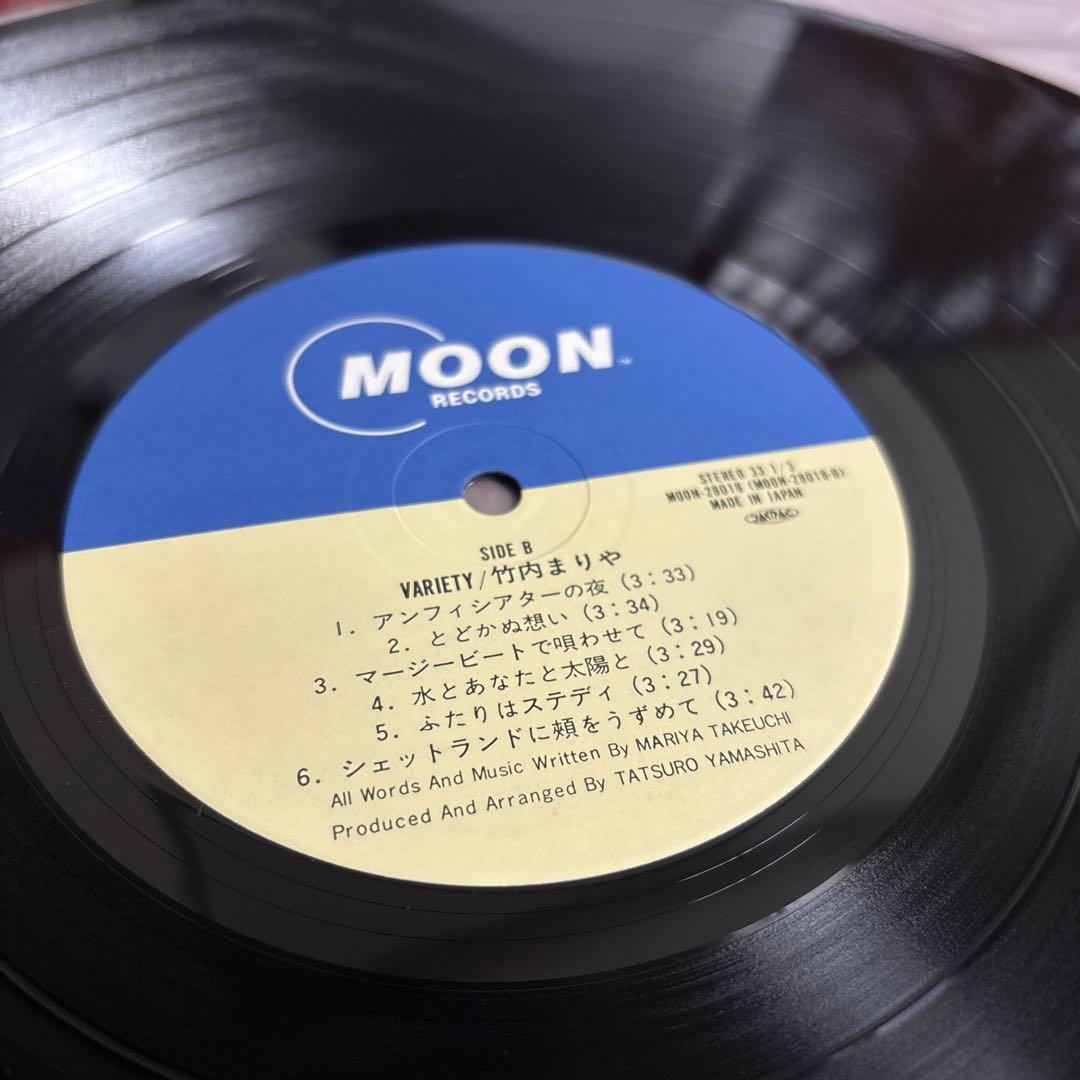 MOON
RECORDS
STEREO 33 1/3
MOON-28018 (MOON-28018-B)
MADE IN JAPAN
JASRAC
SIDE B
VARIETY/竹内まりや
1. アンフィシアターの夜 (3:33)
2. とどかぬ想い (3:34)
3. マージービートで唄わせて (3:19)
4. 水とあなたと太陽と (3:29)
5. ふたりはステディ (3:27)
6. シェットランドに頰をうずめて (3:42)
All Words And Music Written By MARIYA TAKEUCHI
Produced And Arranged By TATSURO YAMASHITA